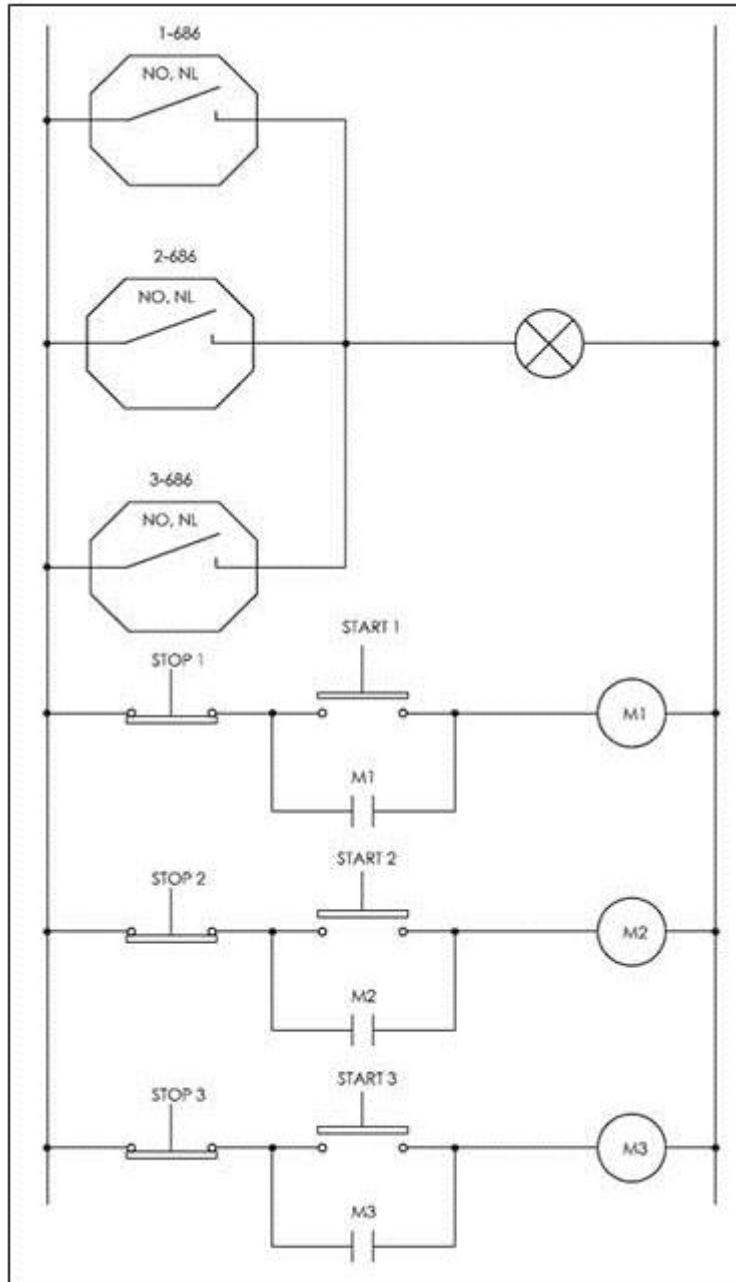 1-686
NO, NL
2-686
NO, NL
3-686
NO, NL
START 1
STOP 1
M1
M1
START 2
STOP 2
M2
M2
START 3
STOP 3
M3
M3